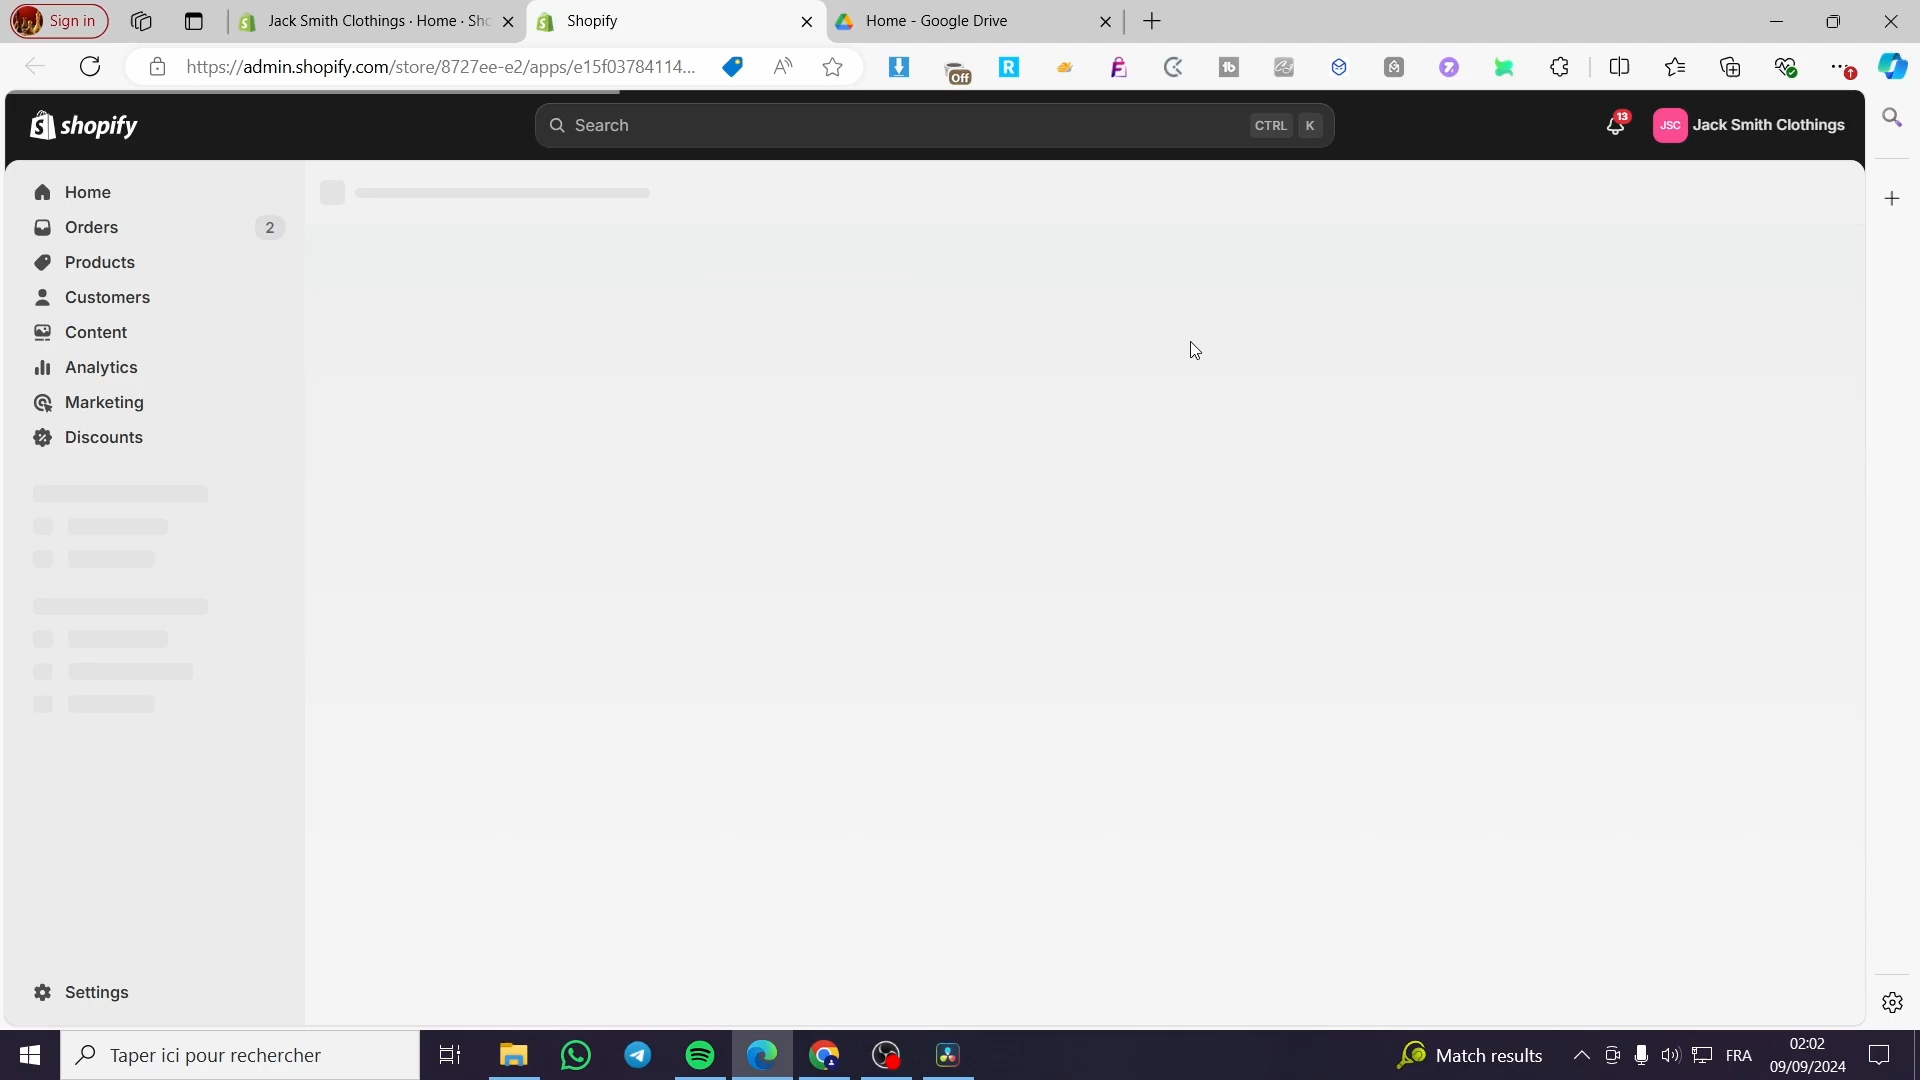 Sign in
Jack Smith Clothings · Home · Sho
Shopify
Home - Google Drive
https://admin.shopify.com/store/8727ee-e2/apps/e15f03784114...
Off
shopify
Search
CTRL K
13
JSC
Jack Smith Clothings
Home
Orders
2
Products
Customers
Content
Analytics
Marketing
Discounts
Settings
Taper ici pour rechercher
Match results
FRA
02:02
09/09/2024